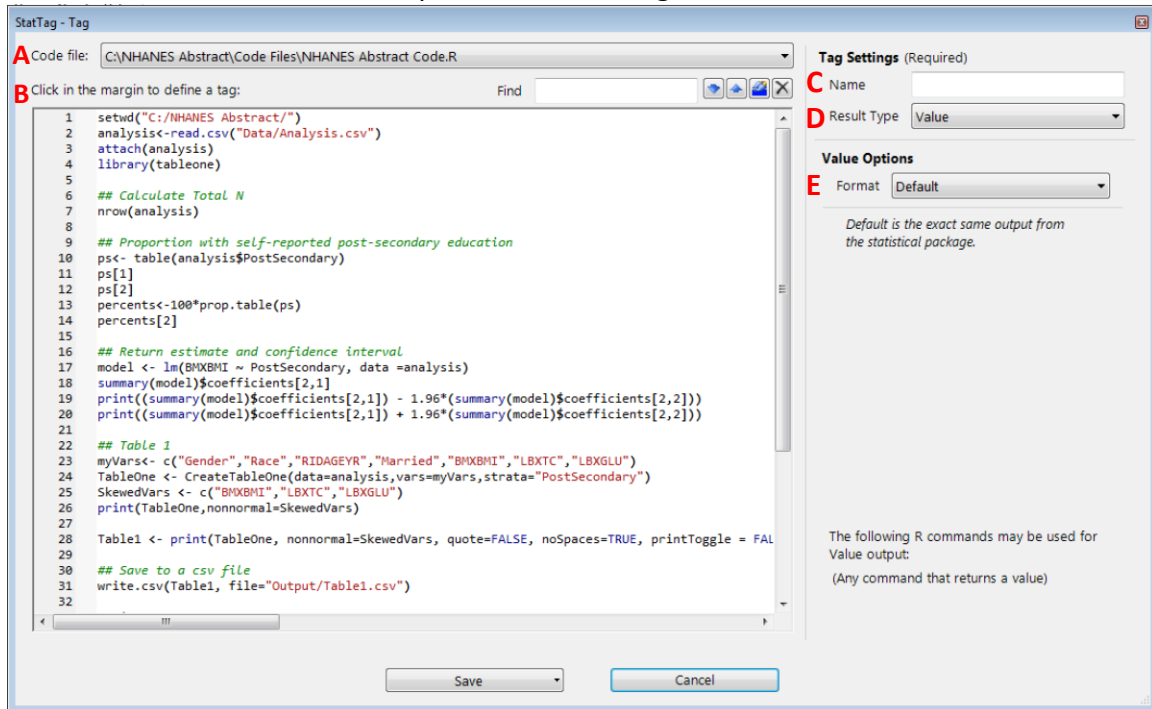 StatTag - Tag
A Code file: C:\NHANES Abstract\Code Files\NHANES Abstract Code.R
B Click in the margin to define a tag: Find
1 setwd("C:/NHANES Abstract/")
2 analysis<-read.csv("Data/Analysis.csv")
3 attach(analysis)
4 library(tableone)
5
6 ## Calculate Total N
7 nrow(analysis)
8
9 ## Proportion with self-reported post-secondary education
10 ps<- table(analysis$PostSecondary)
11 ps[1]
12 ps[2]
13 percents<-100*prop.table(ps)
14 percents[2]
15
16 ## Return estimate and confidence interval
17 model <- lm(BMXBMI ~ PostSecondary, data =analysis)
18 summary(model)$coefficients[2,1]
19 print((summary(model)$coefficients[2,1]) - 1.96*(summary(model)$coefficients[2,2]))
20 print((summary(model)$coefficients[2,1]) + 1.96*(summary(model)$coefficients[2,2]))
21
22 ## Table 1
23 myVars<- c("Gender","Race","RIDAGEYR","Married","BMXBMI","LBXTC","LBXGLU")
24 TableOne <- CreateTableOne(data=analysis,vars=myVars,strata="PostSecondary")
25 SkewedVars <- c("BMXBMI","LBXTC","LBXGLU")
26 print(TableOne,nonnormal=SkewedVars)
27
28 Table1 <- print(TableOne, nonnormal=SkewedVars, quote=FALSE, noSpaces=TRUE, printToggle = FAL
29
30 ## Save to a csv file
31 write.csv(Table1, file="Output/Table1.csv")
32
Tag Settings (Required)
C Name
D Result Type Value
Value Options
E Format Default
Default is the exact same output from
the statistical package.
The following R commands may be used for
Value output:
(Any command that returns a value)
Save
Cancel